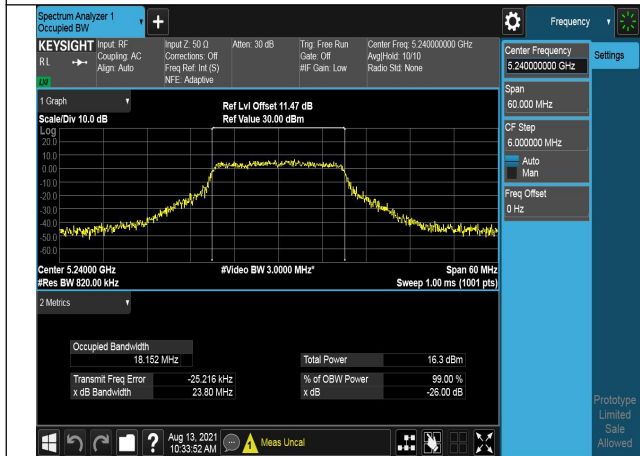 Spectrum Analyzer 1
Occupied BW
+
Frequency
KEYSIGHT
RL
LXI
Input: RF
Coupling: AC
Align: Auto
Input Z: 50 Ω
Corrections: Off
Freq Ref: Int (S)
NFE: Adaptive
Atten: 30 dB
Trig: Free Run
Gate: Off
#IF Gain: Low
Center Freq: 5.240000000 GHz
Avg|Hold: 10/10
Radio Std: None
Center Frequency
5.240000000 GHz
Settings
Span
60.000 MHz
CF Step
6.000000 MHz
Auto
Man
Freq Offset
0 Hz
1 Graph
Scale/Div 10.0 dB
Ref Lvl Offset 11.47 dB
Ref Value 30.00 dBm
Log
20.0
10.0
0.00
-10.0
-20.0
-30.0
-40.0
-50.0
-60.0
Center 5.24000 GHz
#Res BW 820.00 kHz
#Video BW 3.0000 MHz*
Span 60 MHz
Sweep 1.00 ms (1001 pts)
2 Metrics
Occupied Bandwidth
18.152 MHz
Total Power 16.3 dBm
Transmit Freq Error -25.216 kHz
% of OBW Power 99.00 %
x dB Bandwidth 23.80 MHz
x dB -26.00 dB
Prototype
Limited
Sale
Allowed
?
Aug 13, 2021
10:33:52 AM
Meas Uncal